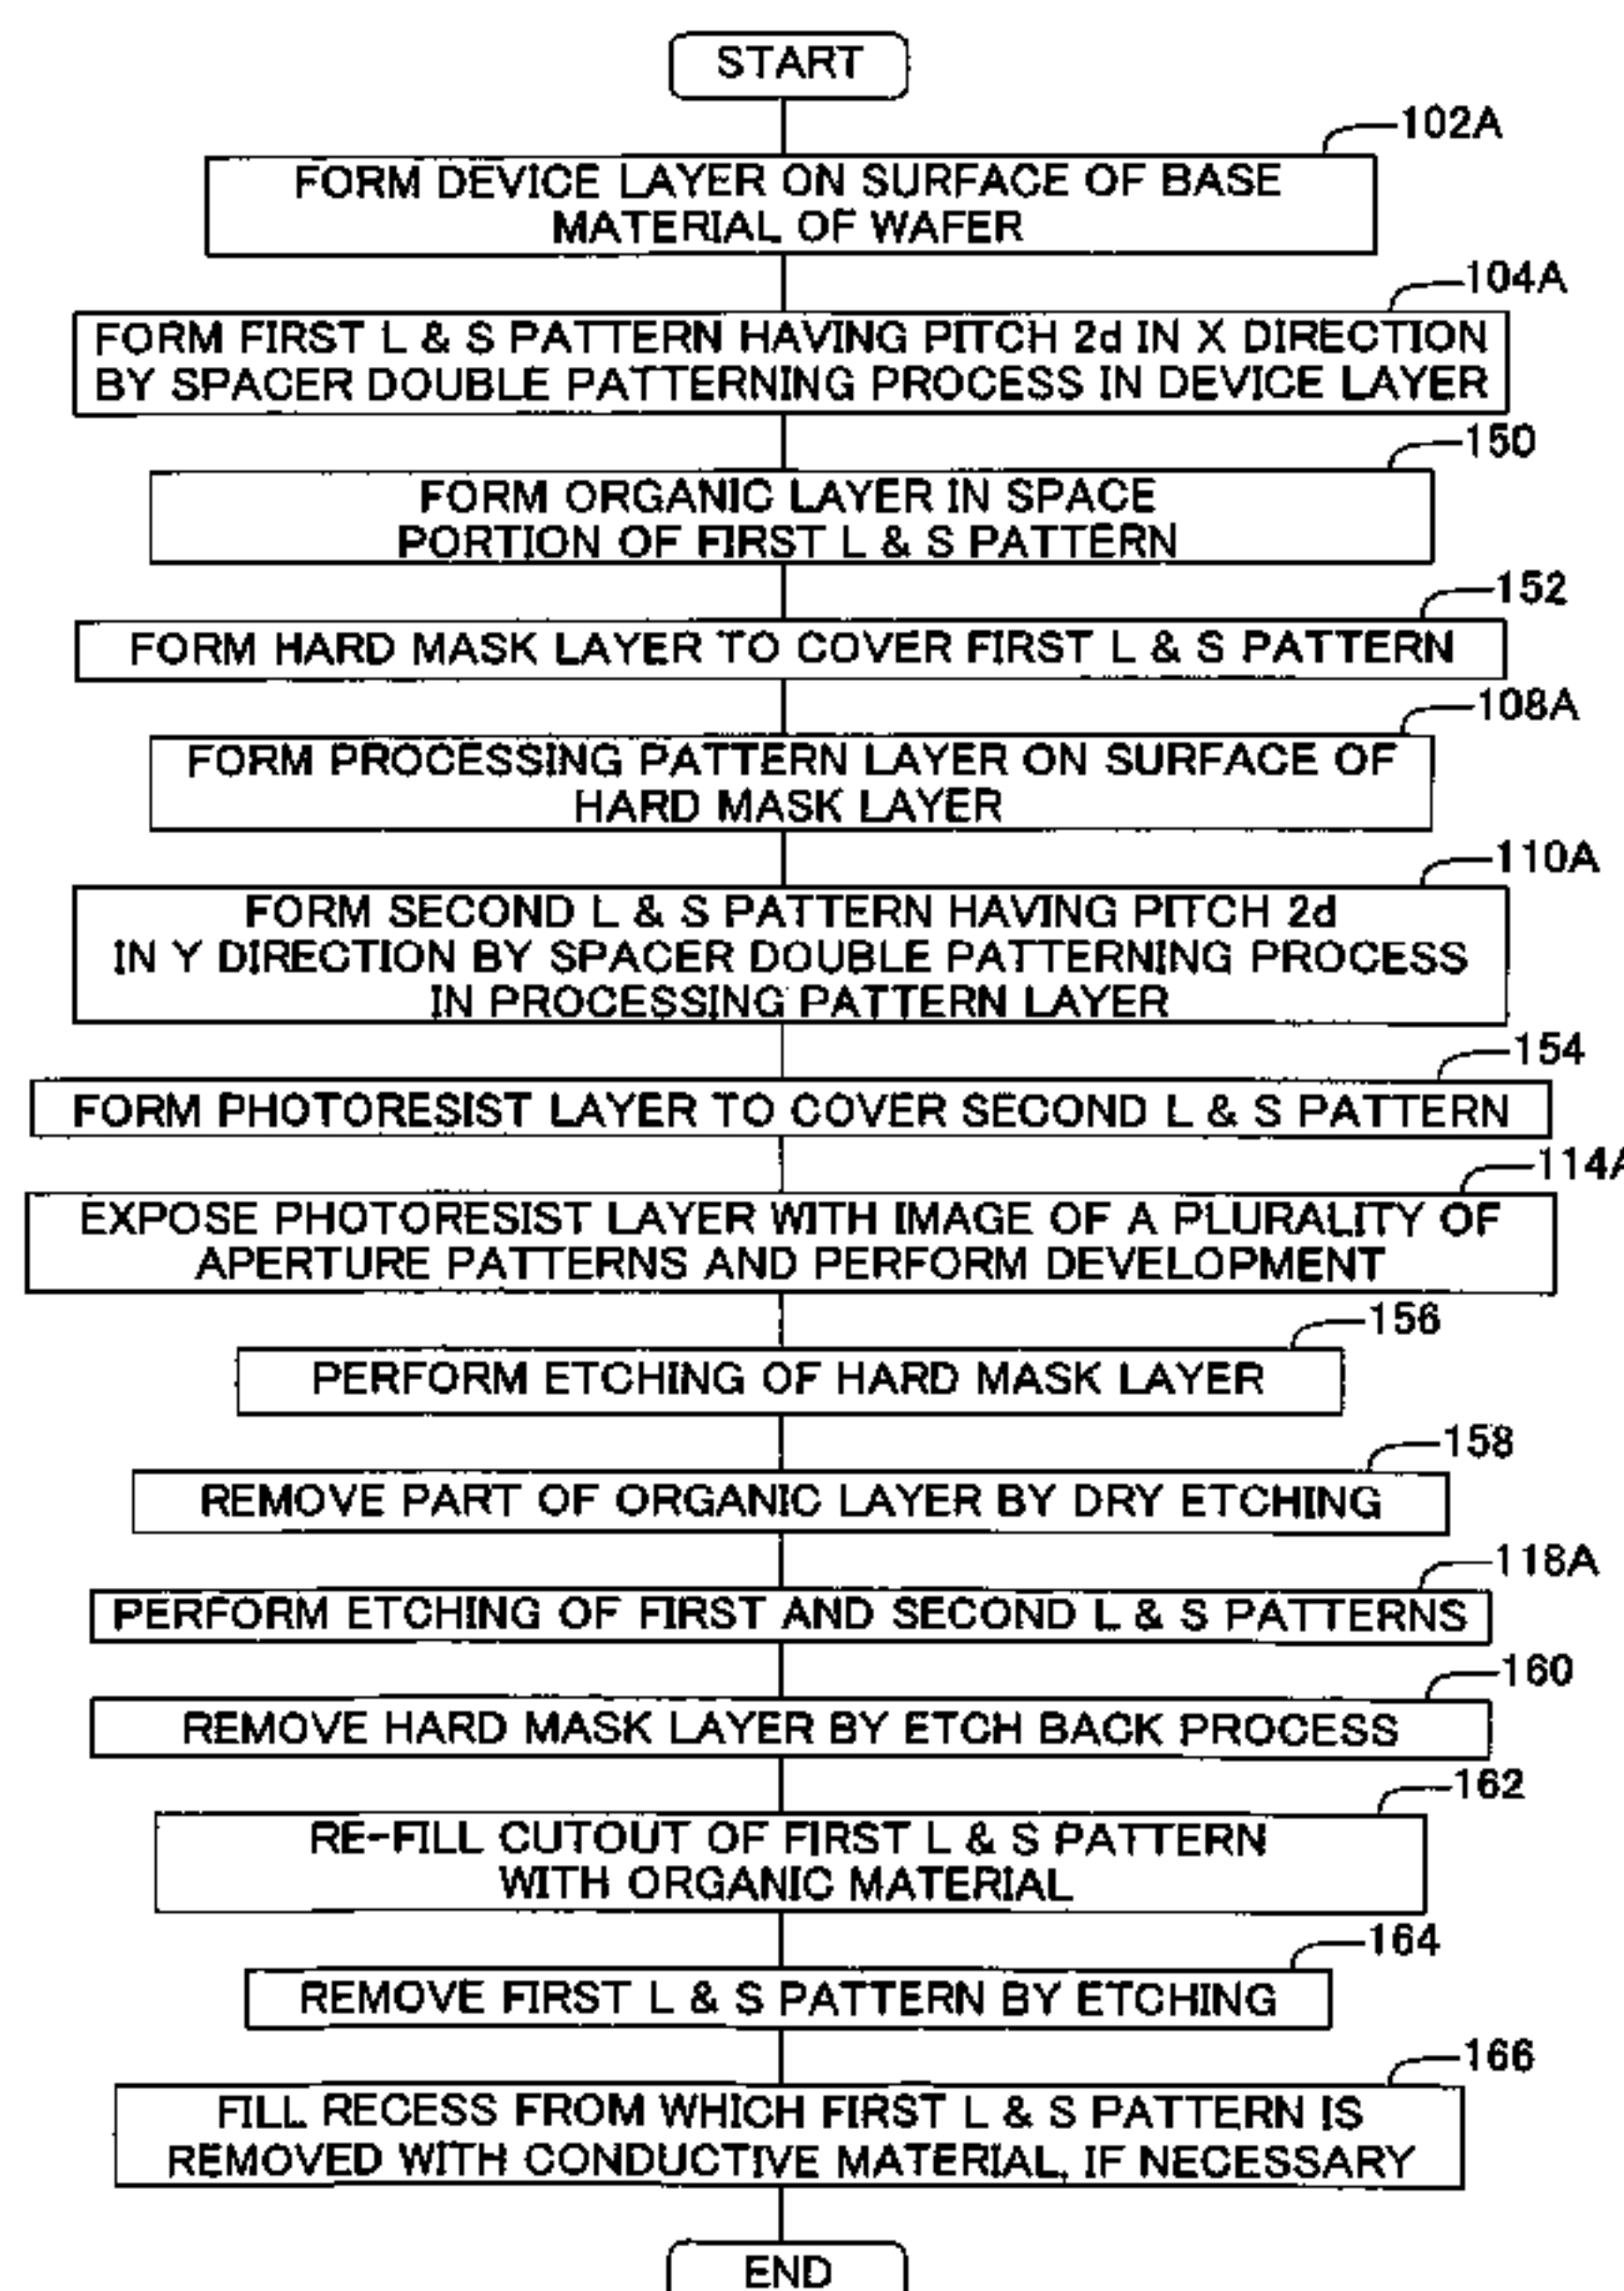 START
102A
FORM DEVICE LAYER ON SURFACE OF BASE
MATERIAL OF WAFER
104A
FORM FIRST L & S PATTERN HAVING PITCH 2d IN X DIRECTION
BY SPACER DOUBLE PATTERNING PROCESS IN DEVICE LAYER
150
FORM ORGANIC LAYER IN SPACE
PORTION OF FIRST L & S PATTERN
152
FORM HARD MASK LAYER TO COVER FIRST L & S PATTERN
108A
FORM PROCESSING PATTERN LAYER ON SURFACE OF
HARD MASK LAYER
110A
FORM SECOND L & S PATTERN HAVING PITCH 2d
IN Y DIRECTION BY SPACER DOUBLE PATTERNING PROCESS
IN PROCESSING PATTERN LAYER
154
FORM PHOTORESIST LAYER TO COVER SECOND L & S PATTERN
114A
EXPOSE PHOTORESIST LAYER WITH IMAGE OF A PLURALITY OF
APERTURE PATTERNS AND PERFORM DEVELOPMENT
156
PERFORM ETCHING OF HARD MASK LAYER
158
REMOVE PART OF ORGANIC LAYER BY DRY ETCHING
118A
PERFORM ETCHING OF FIRST AND SECOND L & S PATTERNS
160
REMOVE HARD MASK LAYER BY ETCH BACK PROCESS
162
RE-FILL CUTOUT OF FIRST L & S PATTERN
WITH ORGANIC MATERIAL
164
REMOVE FIRST L & S PATTERN BY ETCHING
166
FILL RECESS FROM WHICH FIRST L & S PATTERN IS
REMOVED WITH CONDUCTIVE MATERIAL, IF NECESSARY
END